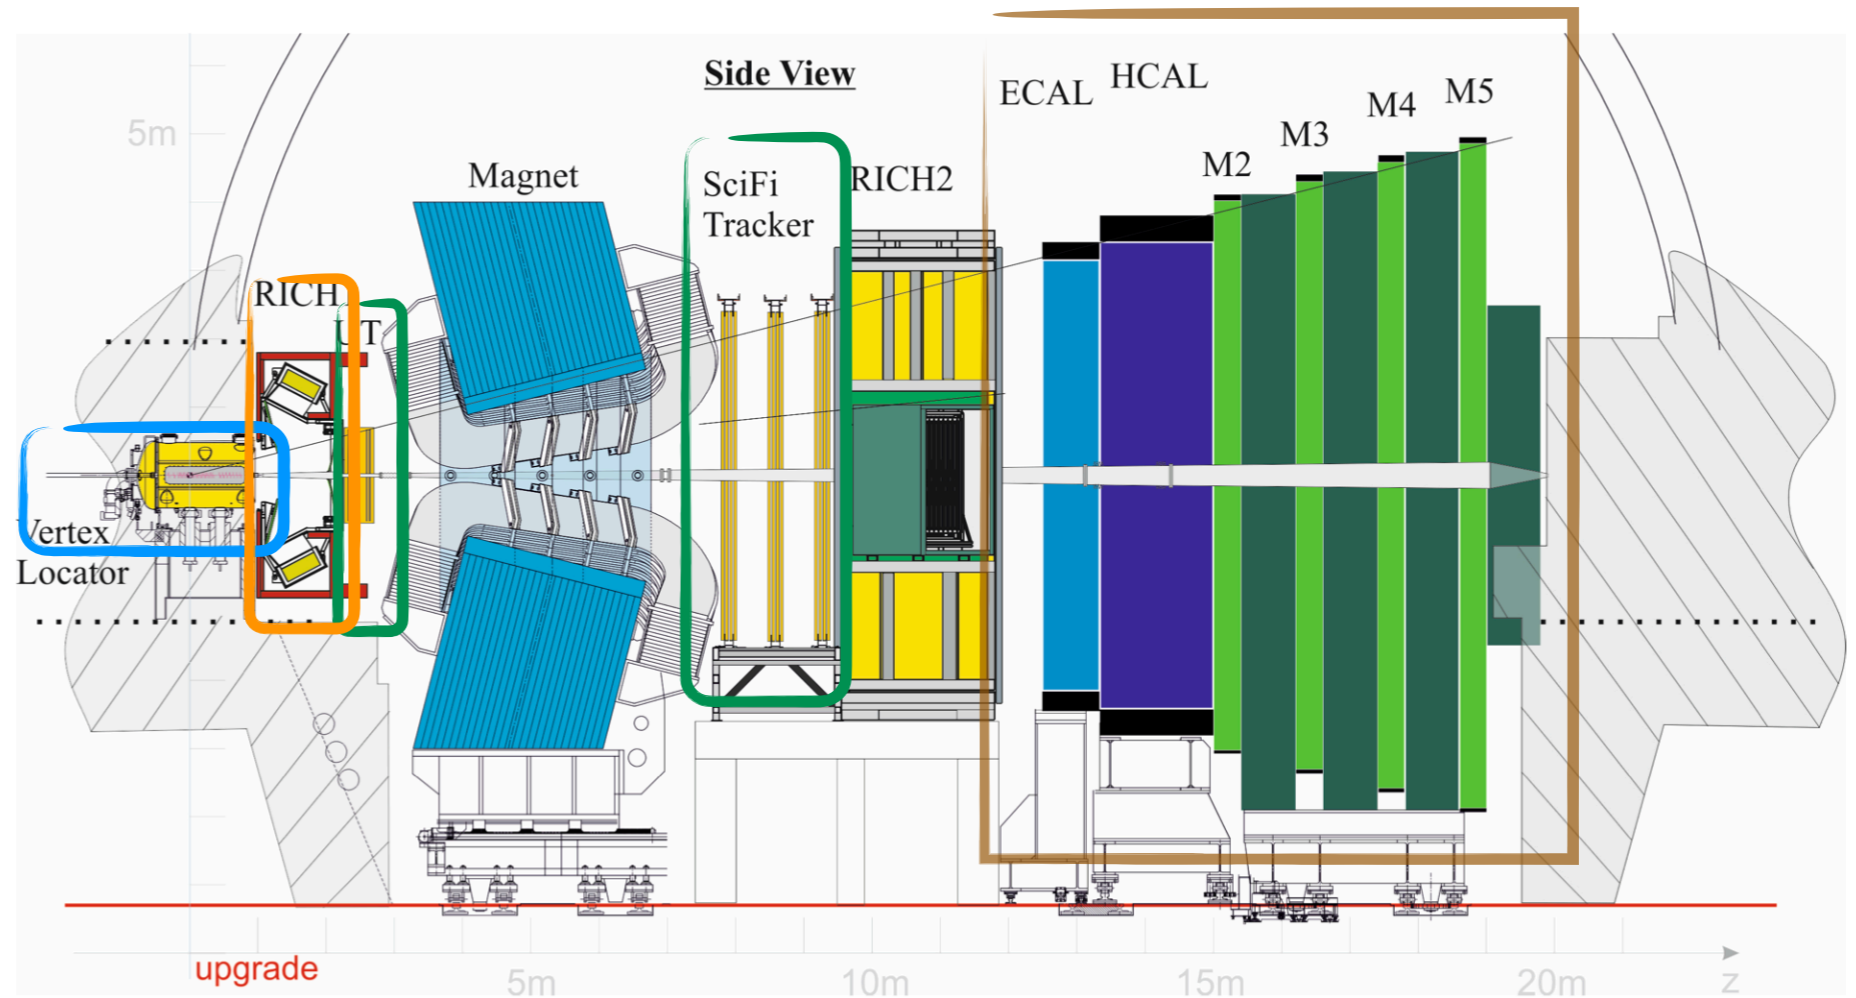 Side View
ECAL
HCAL
M2
M3
M4
M5
5m
Magnet
SciFi
Tracker
RICH2
RICH
UT
Vertex
Locator
upgrade
5m
10m
15m
20m
z